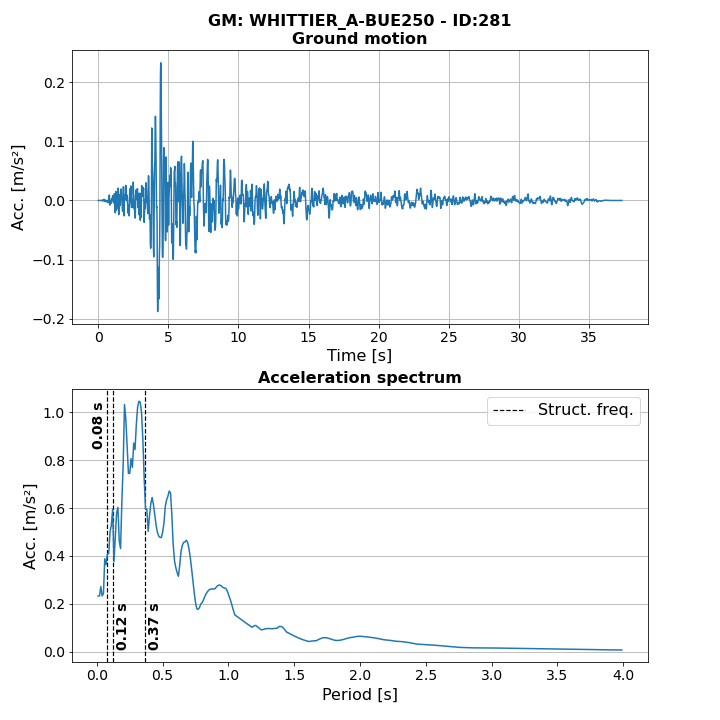 GM: WHITTIER_A-BUE250 - ID:281
Ground motion
Acc. [m/s²]
0.2
0.1
0.0
−0.1
−0.2
0 5 10 15 20 25 30 35
Time [s]
Acceleration spectrum
Acc. [m/s²]
1.0
0.8
0.6
0.4
0.2
0.0
0.08 s
0.12 s
0.37 s
Struct. freq.
0.0 0.5 1.0 1.5 2.0 2.5 3.0 3.5 4.0
Period [s]